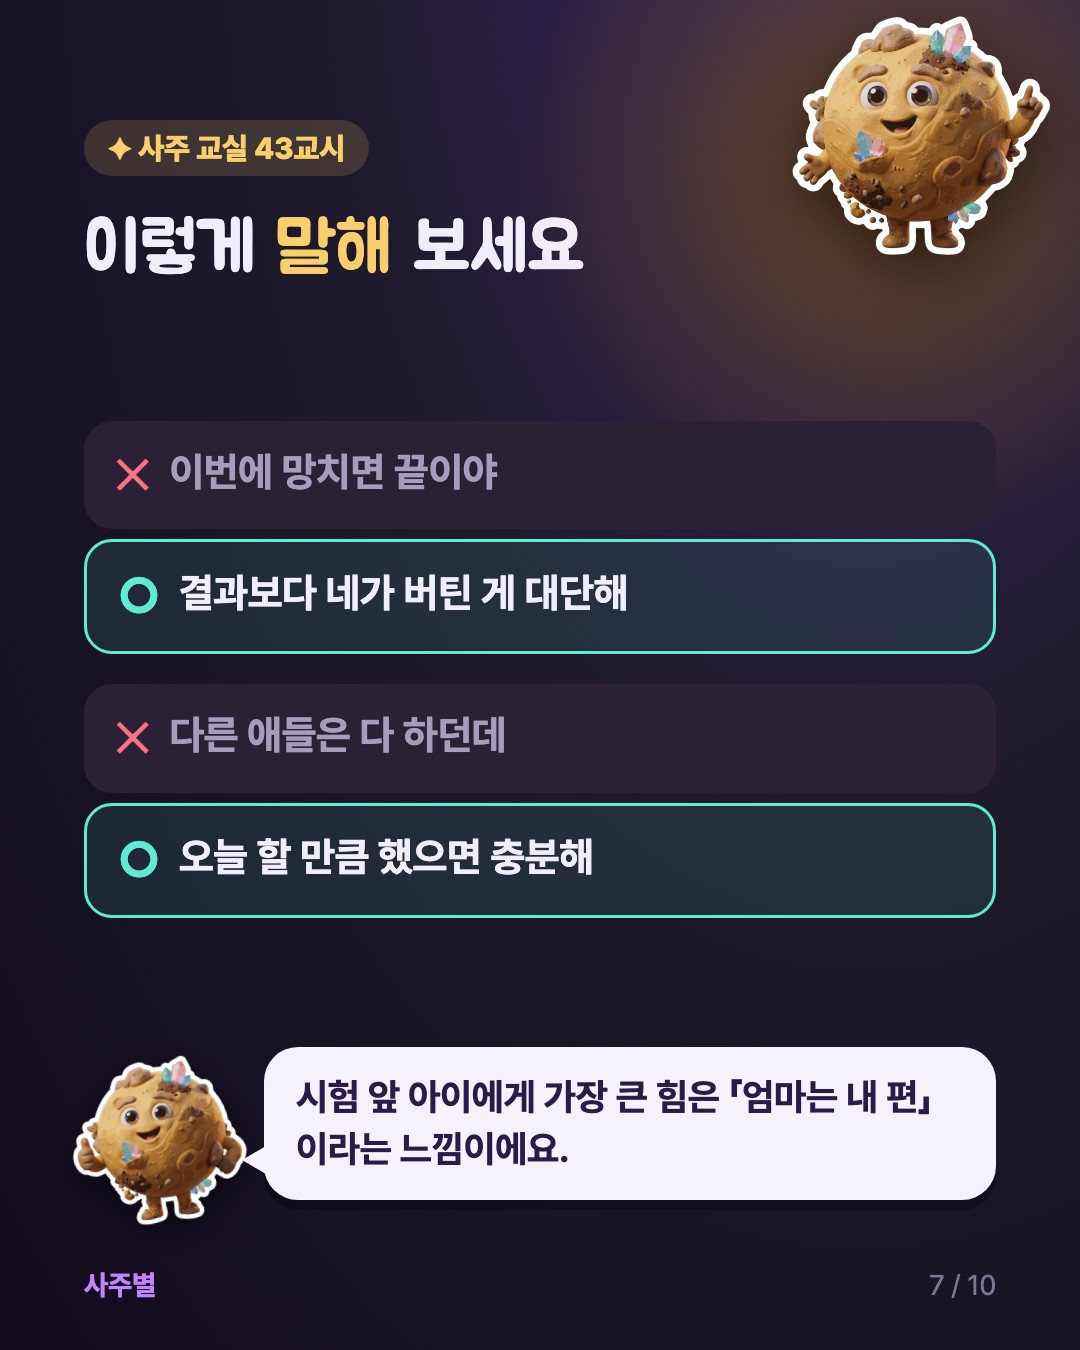 ✦ 사주 교실 43교시
이렇게 말해 보세요
이번에 망치면 끝이야
결과보다 네가 버틴 게 대단해
다른 애들은 다 하던데
오늘 할 만큼 했으면 충분해
시험 앞 아이에게 가장 큰 힘은 「엄마는 내 편」
이라는 느낌이에요.
사주별
7 / 10